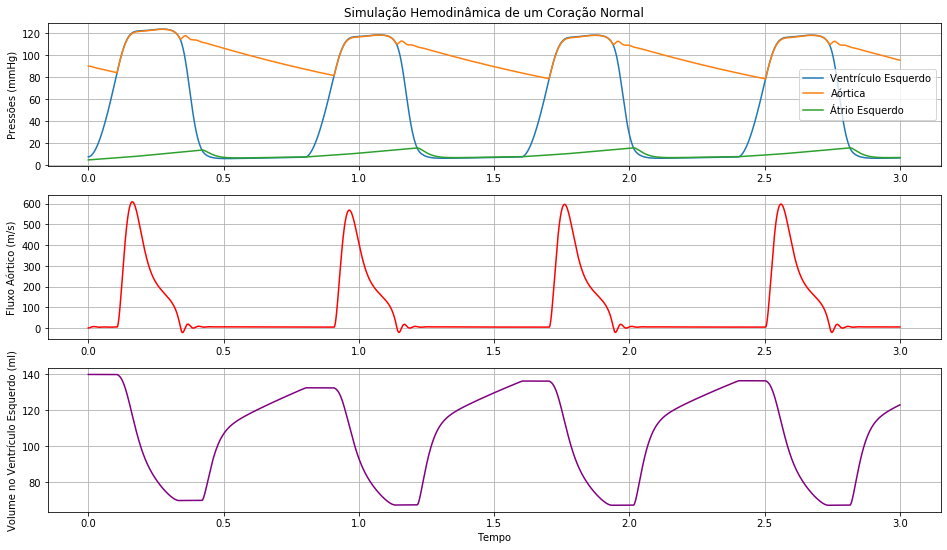 Simulação Hemodinâmica de um Coração Normal
Pressões (mmHg)
120
100
80
60
40
20
0
Ventrículo Esquerdo
Aórtica
Átrio Esquerdo
0.0 0.5 1.0 1.5 2.0 2.5 3.0
Fluxo Aórtico (m/s)
600
500
400
300
200
100
0
0.0 0.5 1.0 1.5 2.0 2.5 3.0
Volume no Ventrículo Esquerdo (ml)
140
120
100
80
0.0 0.5 1.0 1.5 2.0 2.5 3.0
Tempo